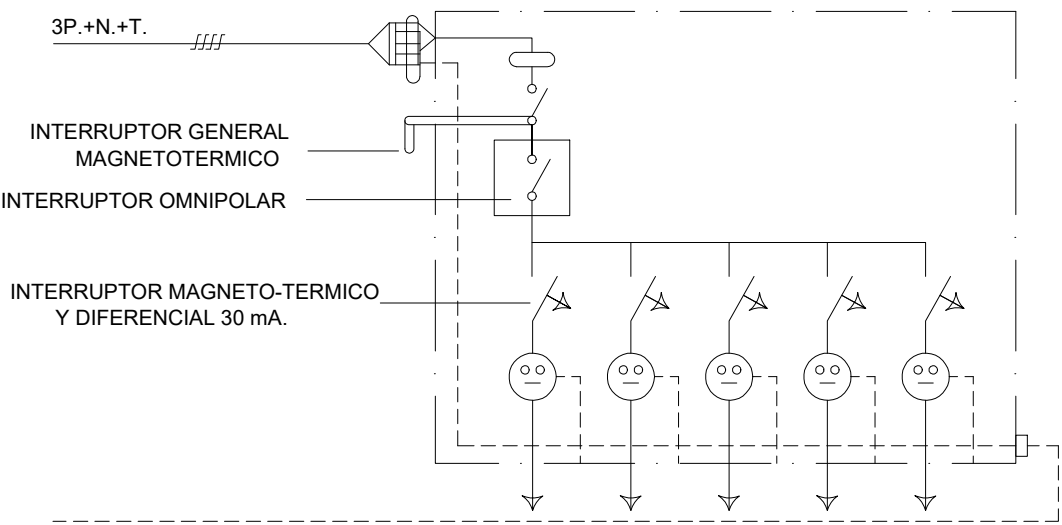 3P.+N.+T.
INTERRUPTOR GENERAL
MAGNETOTERMICO
INTERRUPTOR OMNIPOLAR
INTERRUPTOR MAGNETO-TERMICO
Y DIFERENCIAL 30 mA.